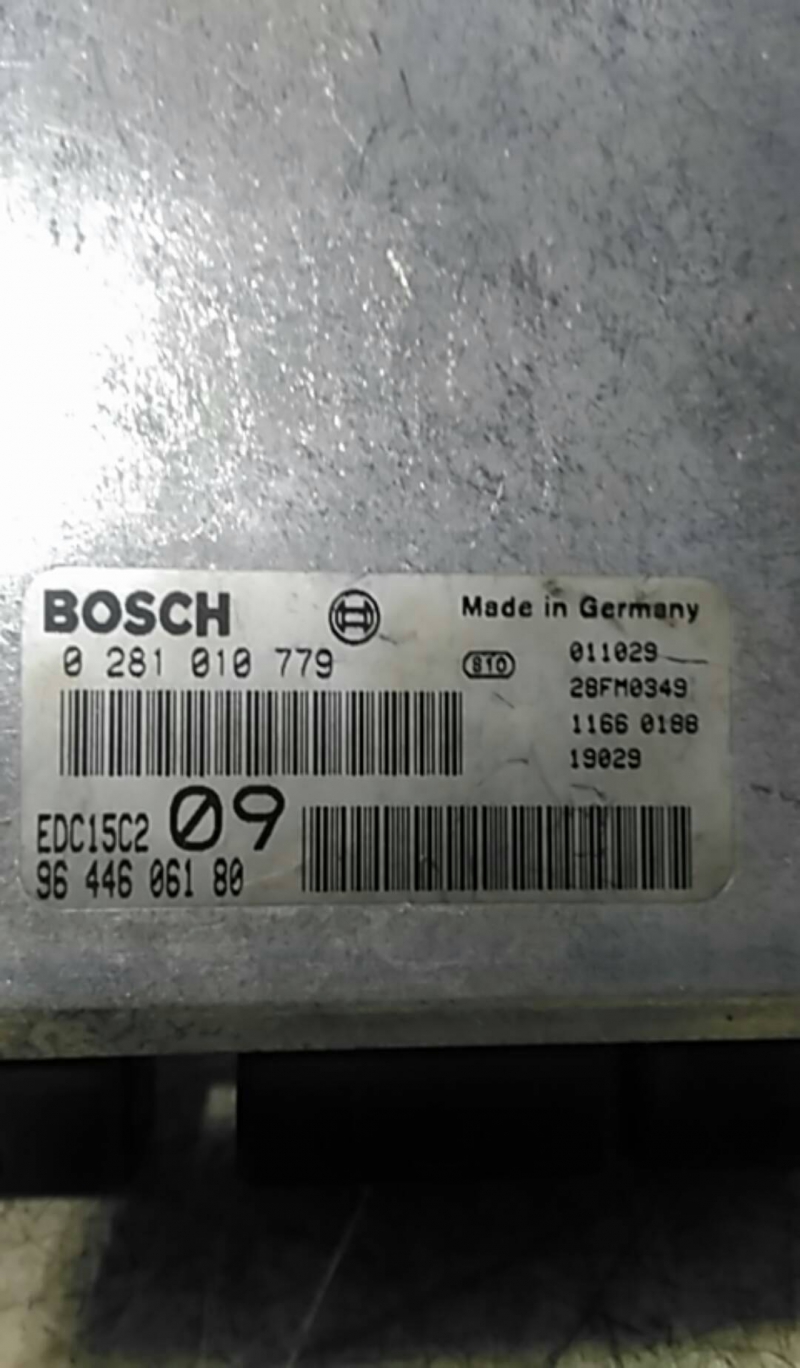 BOSCH
Made in Germany
0 281 010 779
810
011029
28FM0349
1166 0188
19029
EDC15C2 09
96 446 061 80